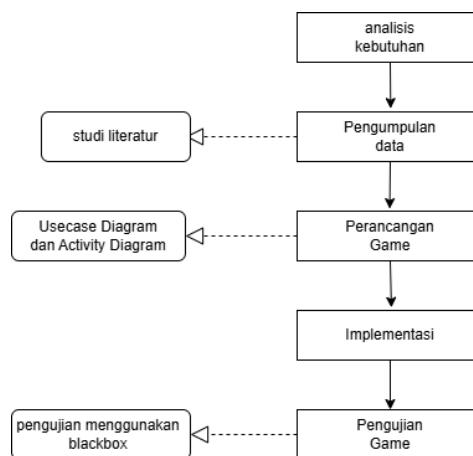 analisis
kebutuhan
studi literatur
Pengumpulan
data
Usecase Diagram
dan Activity Diagram
Perancangan
Game
Implementasi
pengujian menggunakan
blackbox
Pengujian
Game